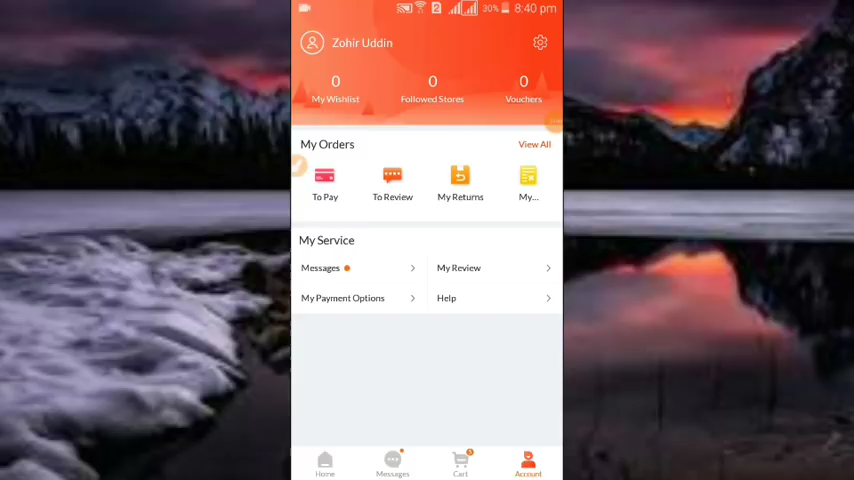 2 30% 8:40 pm
Zohir Uddin
0 0 0
My Wishlist Followed Stores Vouchers
My Orders View All
To Pay To Review My Returns My...
My Service
Messages My Review
My Payment Options Help
Home Messages Cart Account